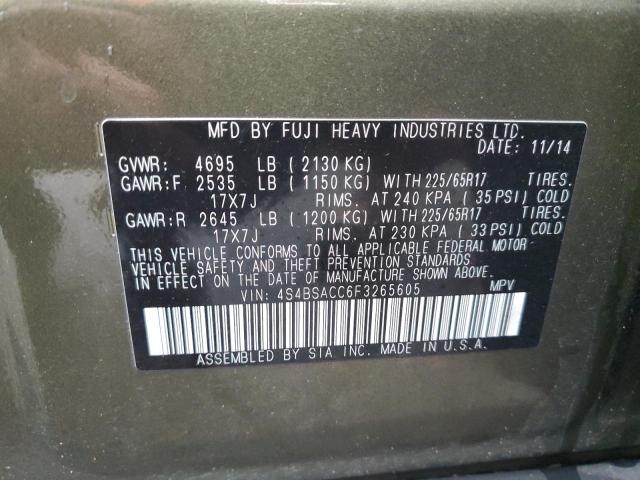 MFD BY FUJI HEAVY INDUSTRIES LTD.
DATE: 11/14
GVWR: 4695 LB ( 2130 KG)
GAWR:F 2535 LB ( 1150 KG) WITH 225/65R17 TIRES.
17X7J RIMS. AT 240 KPA ( 35 PSI) COLD
GAWR:R 2645 LB ( 1200 KG) WITH 225/65R17 TIRES.
17X7J RIMS. AT 230 KPA ( 33 PSI) COLD
THIS VEHICLE CONFORMS TO ALL APPLICABLE FEDERAL MOTOR
VEHICLE SAFETY AND THEFT PREVENTION STANDARDS
IN EFFECT ON THE DATE OF MANUFACTURE SHOWN ABOVE.
VIN: 4S4BSACC6F3265605 MPV
ASSEMBLED BY SIA INC. MADE IN U.S.A.